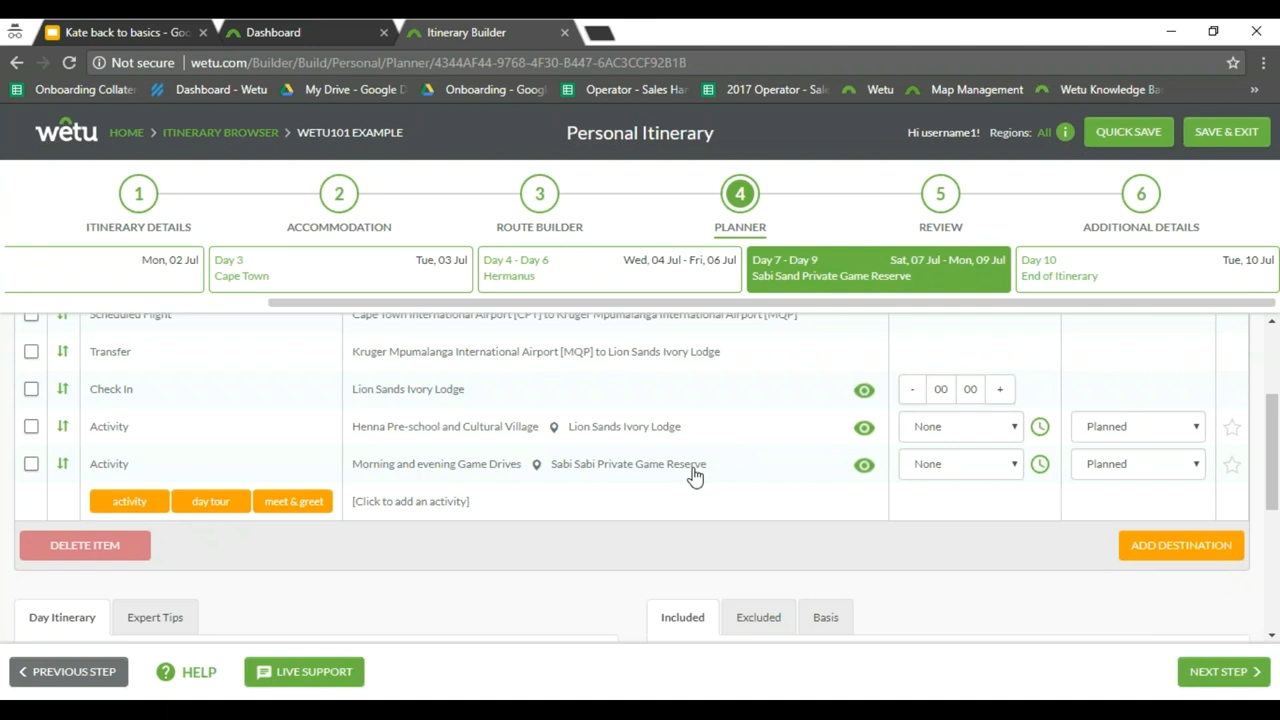 Kate back to basics - Goo
Dashboard
Itinerary Builder
Not secure | wetu.com/Builder/Build/Personal/Planner/4344AF44-9768-4F30-B447-6AC3CCF92B1B
Onboarding Collate Dashboard - Wetu My Drive - Google D Onboarding - Goog Operator - Sales Har 2017 Operator - Sale Wetu Map Management Wetu Knowledge Ba »
wetu HOME > ITINERARY BROWSER > WETU101 EXAMPLE Personal Itinerary Hi username1! Regions: All i QUICK SAVE SAVE & EXIT
1 2 3 4 5 6
ITINERARY DETAILS ACCOMMODATION ROUTE BUILDER PLANNER REVIEW ADDITIONAL DETAILS
Mon, 02 Jul Day 3 Tue, 03 Jul Day 4 - Day 6 Wed, 04 Jul - Fri, 06 Jul Day 7 - Day 9 Sat, 07 Jul - Mon, 09 Jul Day 10 Tue, 10 Jul
Cape Town Hermanus Sabi Sand Private Game Reserve End of Itinerary
Scheduled Flight Cape Town International Airport [CPT] to Kruger Mpumalanga International Airport [MQP]
Transfer Kruger Mpumalanga International Airport [MQP] to Lion Sands Ivory Lodge
Check In Lion Sands Ivory Lodge - 00 00 +
Activity Henna Pre-school and Cultural Village Lion Sands Ivory Lodge None Planned
Activity Morning and evening Game Drives Sabi Sabi Private Game Reserve None Planned
activity day tour meet & greet [Click to add an activity]
DELETE ITEM ADD DESTINATION
Day Itinerary Expert Tips Included Excluded Basis
< PREVIOUS STEP ? HELP LIVE SUPPORT NEXT STEP >